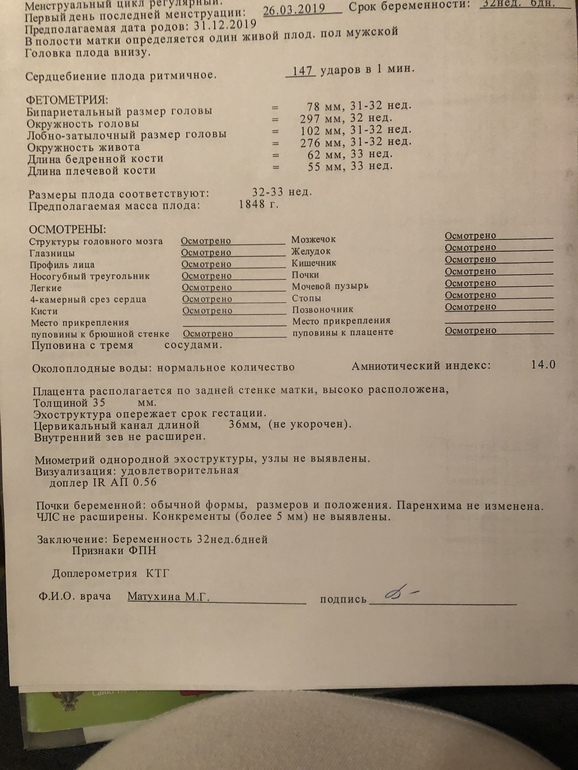 Менструальный цикл регулярный.
Первый день последней менструации: 26.03.2019 Срок беременности: 32нед. 6дн.
Предполагаемая дата родов: 31.12.2019
В полости матки определяется один живой плод. пол мужской
Головка плода внизу.
Сердцебиение плода ритмичное. 147 ударов в 1 мин.
ФЕТОМЕТРИЯ:
Бипариетальный размер головы = 78 мм, 31-32 нед.
Окружность головы = 297 мм, 32 нед.
Лобно-затылочный размер головы = 102 мм, 31-32 нед.
Окружность живота = 276 мм, 31-32 нед.
Длина бедренной кости = 62 мм, 33 нед.
Длина плечевой кости = 55 мм, 33 нед.
Размеры плода соответствуют: 32-33 нед.
Предполагаемая масса плода: 1848 г.
ОСМОТРЕНЫ:
Структуры головного мозга Осмотрено Мозжечок Осмотрено
Глазницы Осмотрено Желудок Осмотрено
Профиль лица Осмотрено Кишечник Осмотрено
Носогубный треугольник Осмотрено Почки Осмотрено
Легкие Осмотрено Мочевой пузырь Осмотрено
4-камерный срез сердца Осмотрено Стопы Осмотрено
Кисти Осмотрено Позвоночник Осмотрено
Место прикрепления Место прикрепления
пуповины к брюшной стенке Осмотрено пуповины к плаценте Осмотрено
Пуповина с тремя сосудами.
Околоплодные воды: нормальное количество Амниотический индекс: 14.0
Плацента располагается по задней стенке матки, высоко расположена,
Толщиной 35 мм.
Эхоструктура опережает срок гестации.
Цервикальный канал длиной 36мм, (не укорочен).
Внутренний зев не расширен.
Миометрий однородной эхоструктуры, узлы не выявлены.
Визуализация: удовлетворительная
доплер IR АП 0.56
Почки беременной: обычной формы, размеров и положения. Паренхима не изменена.
ЧЛС не расширены. Конкременты (более 5 мм) не выявлены.
Заключение: Беременность 32нед.6дней
Признаки ФПН
Доплерометрия КТГ
Ф.И.О. врача Матухина М.Г. подпись